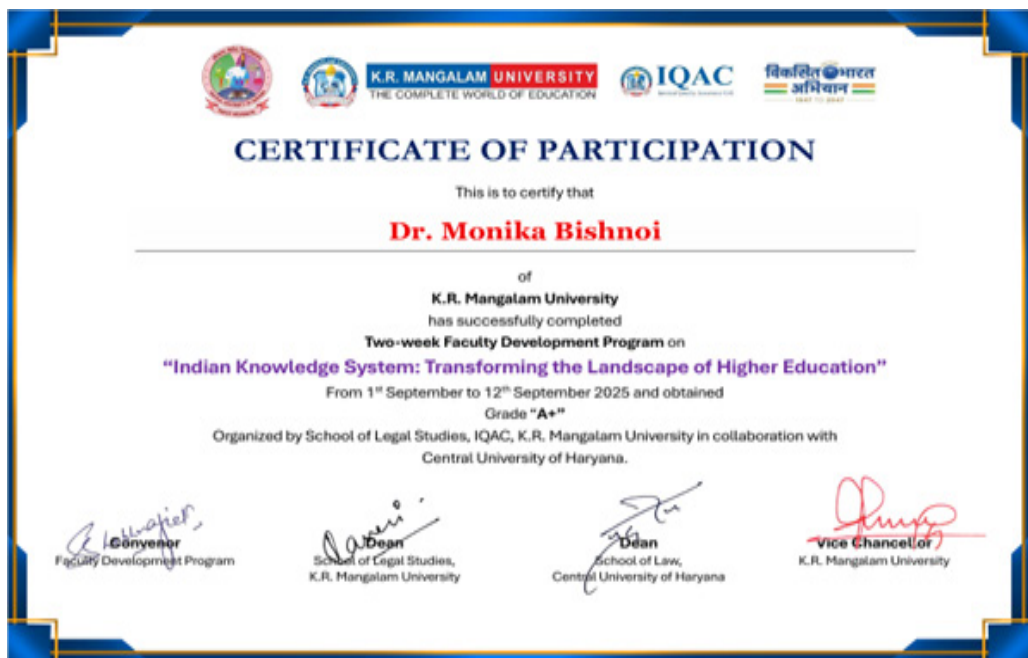 K.R. MANGALAM UNIVERSITY
THE COMPLETE WORLD OF EDUCATION
IQAC
विकसित भारत
अभियान
1947 TO 2047
CERTIFICATE OF PARTICIPATION
This is to certify that
Dr. Monika Bishnoi
of
K.R. Mangalam University
has successfully completed
Two-week Faculty Development Program on
“Indian Knowledge System: Transforming the Landscape of Higher Education”
From 1st September to 12th September 2025 and obtained
Grade “A+”
Organized by School of Legal Studies, IQAC, K.R. Mangalam University in collaboration with
Central University of Haryana.
Convenor
Faculty Development Program
Dean
School of Legal Studies,
K.R. Mangalam University
Dean
School of Law,
Central University of Haryana
Vice Chancellor
K.R. Mangalam University